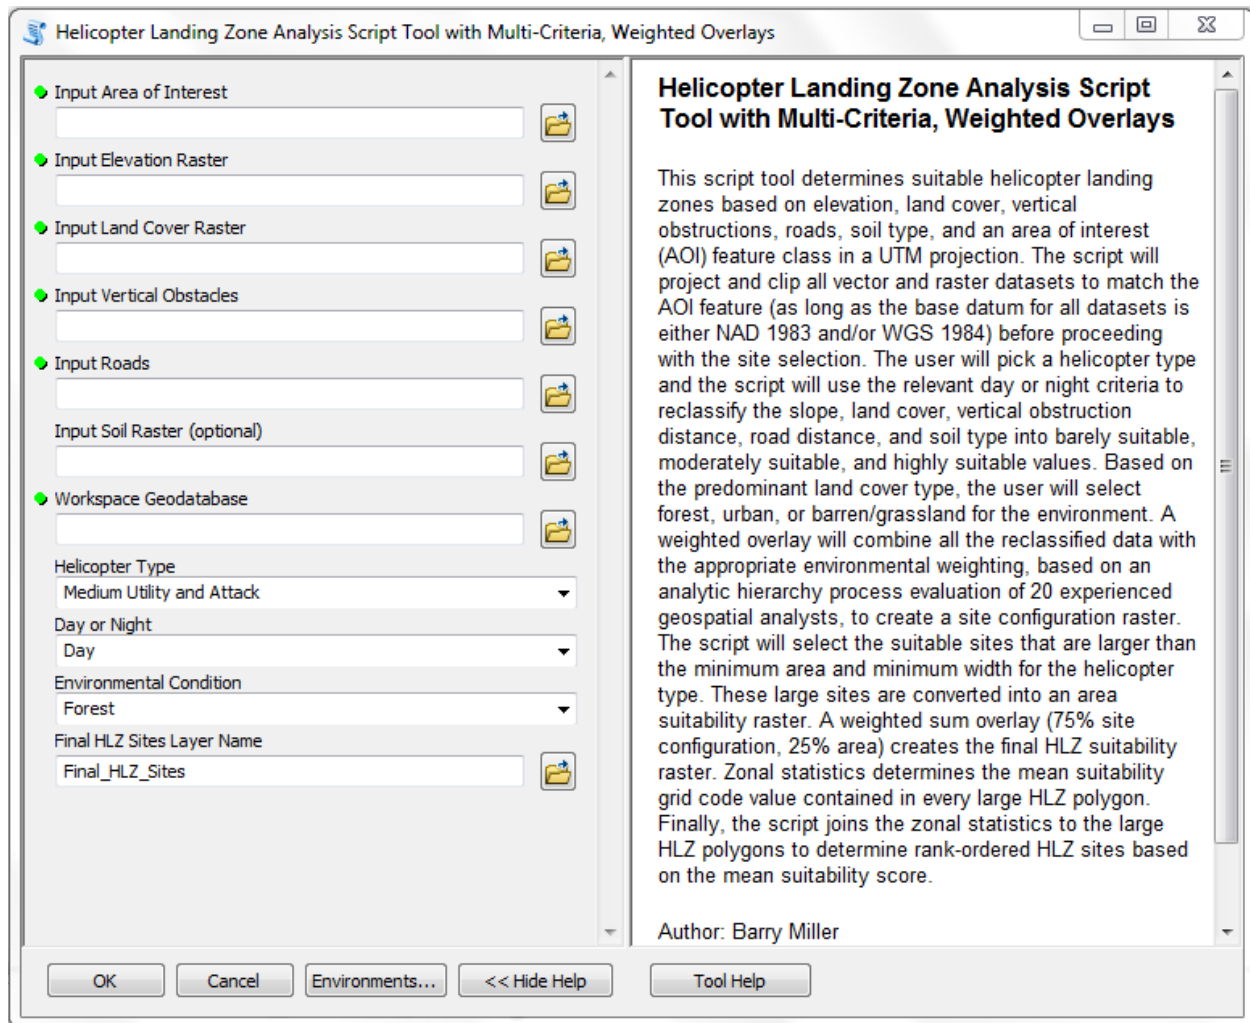 Helicopter Landing Zone Analysis Script Tool with Multi-Criteria, Weighted Overlays
Input Area of Interest
Input Elevation Raster
Input Land Cover Raster
Input Vertical Obstacles
Input Roads
Input Soil Raster (optional)
Workspace Geodatabase
Helicopter Type
Medium Utility and Attack
Day or Night
Day
Environmental Condition
Forest
Final HLZ Sites Layer Name
Final_HLZ_Sites
Helicopter Landing Zone Analysis Script
Tool with Multi-Criteria, Weighted Overlays
This script tool determines suitable helicopter landing
zones based on elevation, land cover, vertical
obstructions, roads, soil type, and an area of interest
(AOI) feature class in a UTM projection. The script will
project and clip all vector and raster datasets to match the
AOI feature (as long as the base datum for all datasets is
either NAD 1983 and/or WGS 1984) before proceeding
with the site selection. The user will pick a helicopter type
and the script will use the relevant day or night criteria to
reclassify the slope, land cover, vertical obstruction
distance, road distance, and soil type into barely suitable,
moderately suitable, and highly suitable values. Based on
the predominant land cover type, the user will select
forest, urban, or barren/grassland for the environment. A
weighted overlay will combine all the reclassified data with
the appropriate environmental weighting, based on an
analytic hierarchy process evaluation of 20 experienced
geospatial analysts, to create a site configuration raster.
The script will select the suitable sites that are larger than
the minimum area and minimum width for the helicopter
type. These large sites are converted into an area
suitability raster. A weighted sum overlay (75% site
configuration, 25% area) creates the final HLZ suitability
raster. Zonal statistics determines the mean suitability
grid code value contained in every large HLZ polygon.
Finally, the script joins the zonal statistics to the large
HLZ polygons to determine rank-ordered HLZ sites based
on the mean suitability score.
Author: Barry Miller
OK
Cancel
Environments...
<< Hide Help
Tool Help